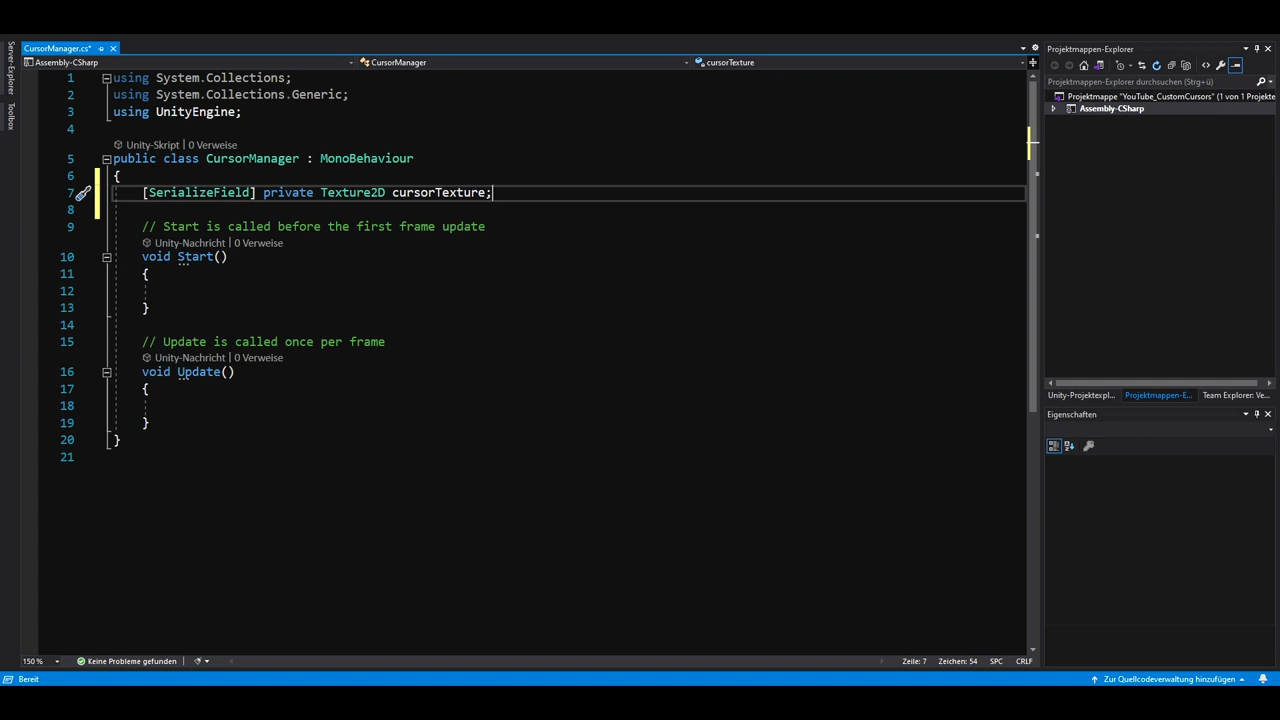 Server-Explorer
Toolbox
CursorManager.cs*
Assembly-CSharp
CursorManager
cursorTexture
1 using System.Collections;
2 using System.Collections.Generic;
3 using UnityEngine;
4
Unity-Skript | 0 Verweise
5 public class CursorManager : MonoBehaviour
6 {
7 [SerializeField] private Texture2D cursorTexture;
8
9 // Start is called before the first frame update
Unity-Nachricht | 0 Verweise
10 void Start()
11 {
12
13 }
14
15 // Update is called once per frame
Unity-Nachricht | 0 Verweise
16 void Update()
17 {
18
19 }
20 }
21
150 %
Keine Probleme gefunden
Zeile: 7
Zeichen: 54
SPC
CRLF
Projektmappen-Explorer
Projektmappen-Explorer durchsuchen (Strg+ü)
Projektmappe "YouTube_CustomCursors" (1 von 1 Projekte
Assembly-CSharp
Unity-Projektexpl...
Projektmappen-E...
Team Explorer: Ve...
Eigenschaften
Bereit
Zur Quellcodeverwaltung hinzufügen